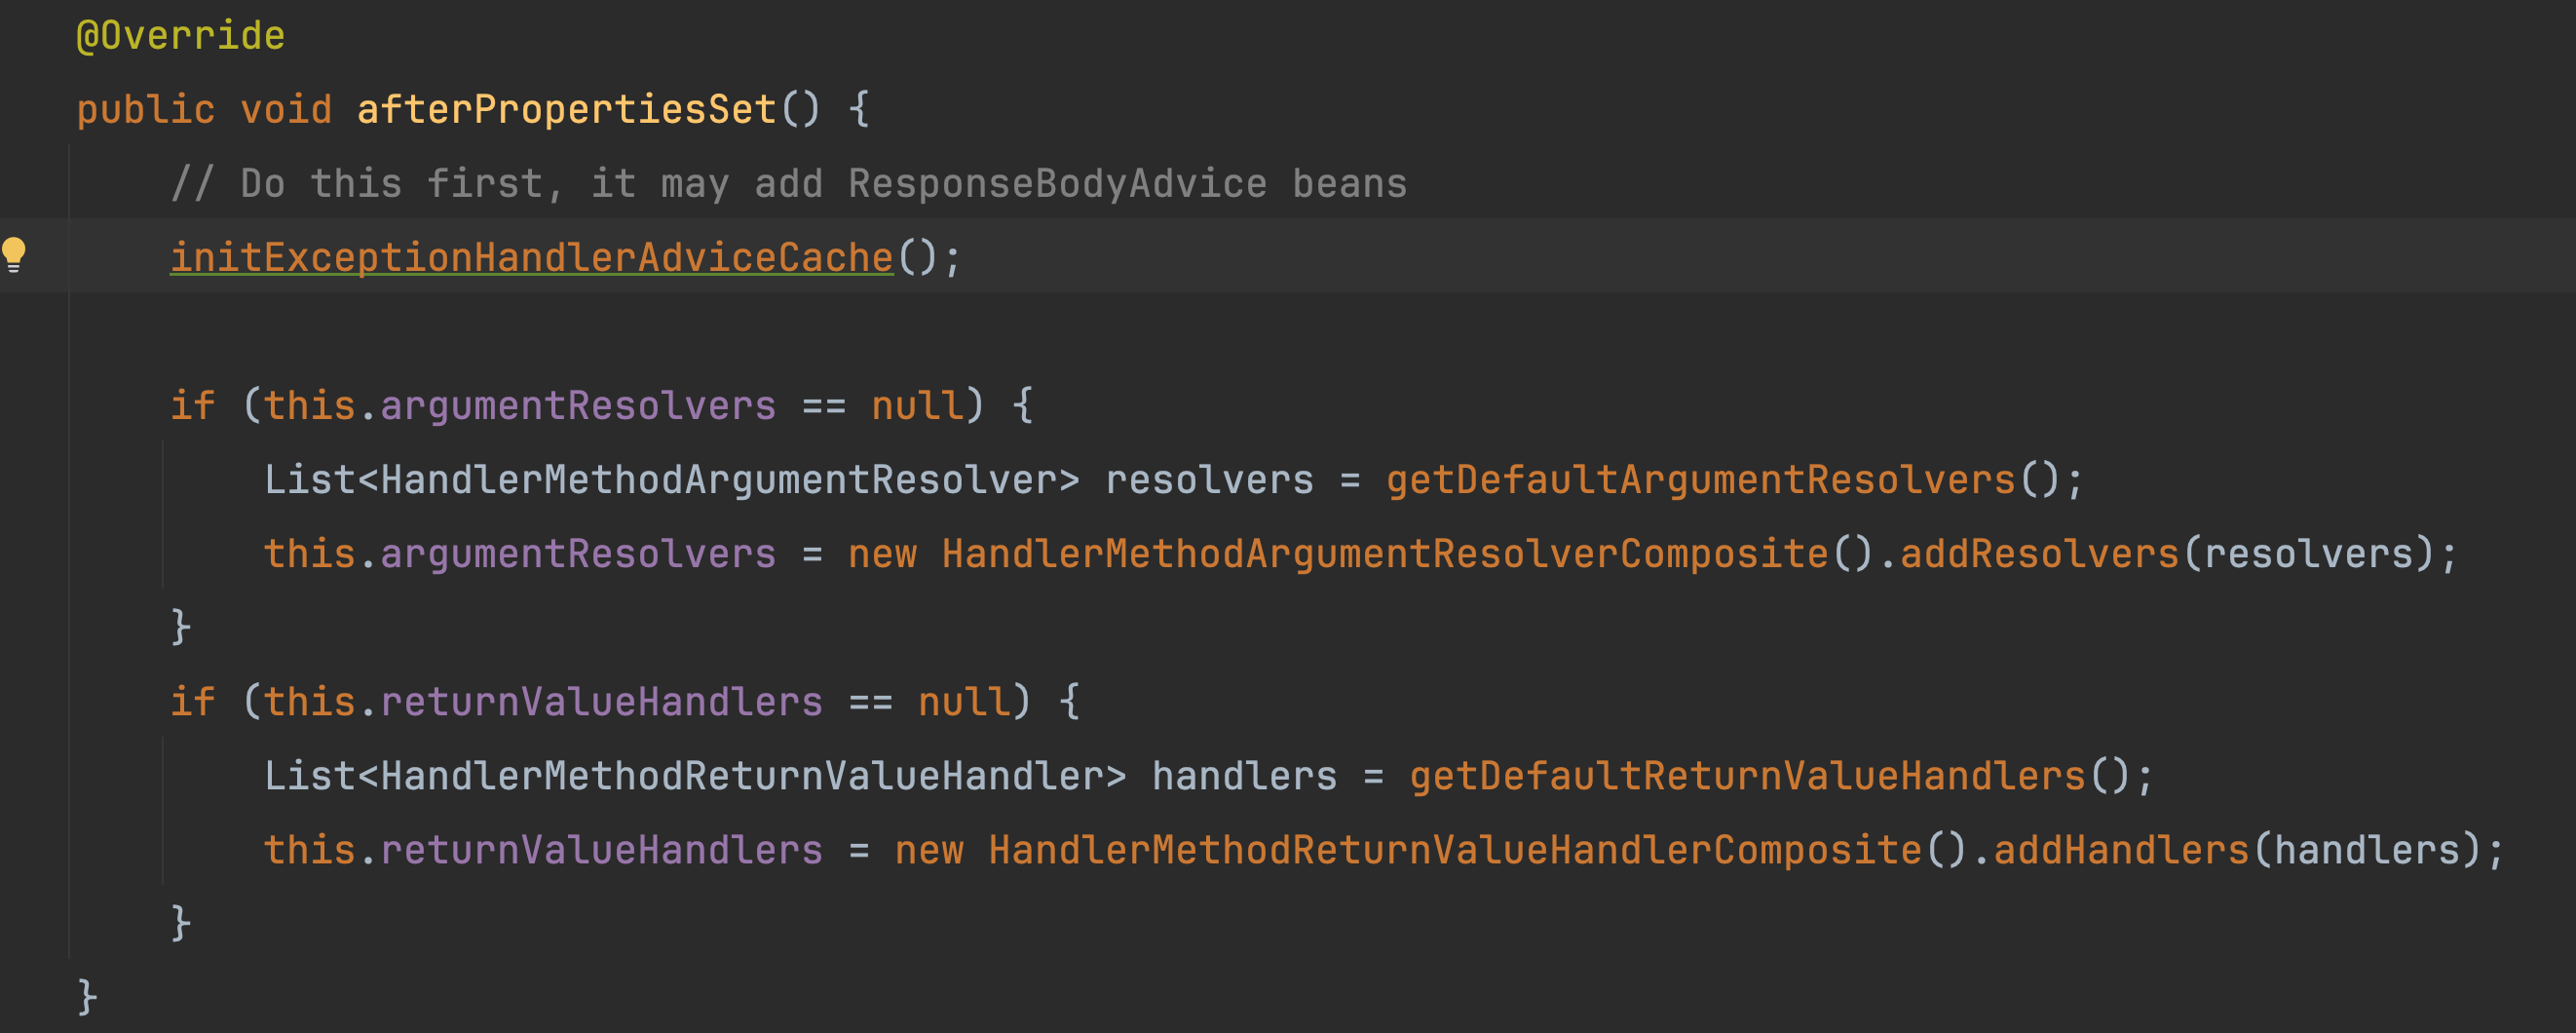 @Override
public void afterPropertiesSet() {
// Do this first, it may add ResponseBodyAdvice beans
initExceptionHandlerAdviceCache();
if (this.argumentResolvers == null) {
List<HandlerMethodArgumentResolver> resolvers = getDefaultArgumentResolvers();
this.argumentResolvers = new HandlerMethodArgumentResolverComposite().addResolvers(resolvers);
}
if (this.returnValueHandlers == null) {
List<HandlerMethodReturnValueHandler> handlers = getDefaultReturnValueHandlers();
this.returnValueHandlers = new HandlerMethodReturnValueHandlerComposite().addHandlers(handlers);
}
}